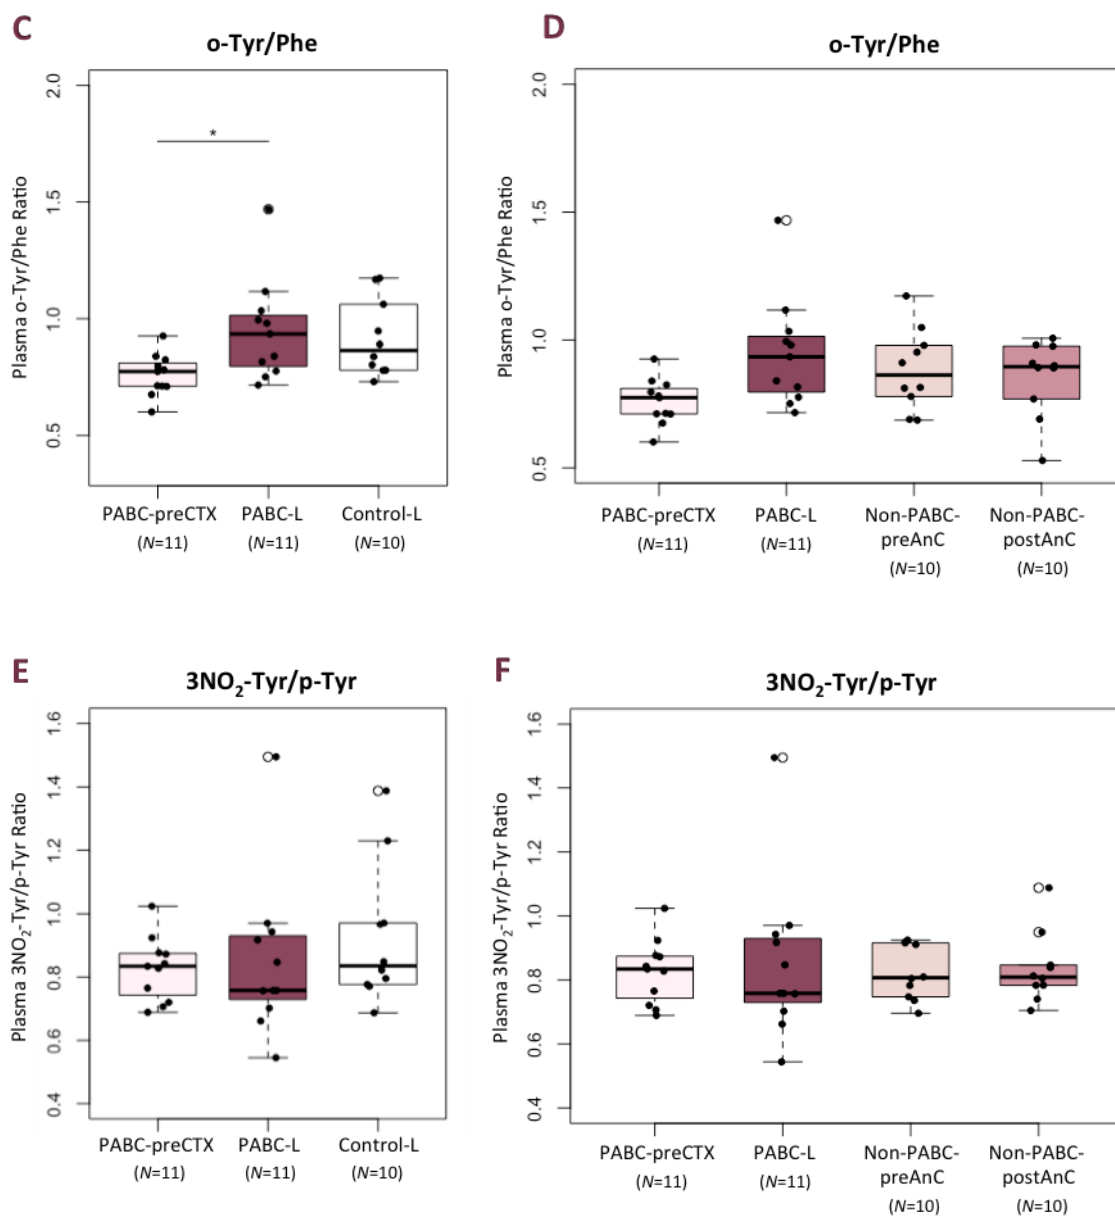 C
o-Tyr/Phe
Plasma o-Tyr/Phe Ratio
2.0
1.5
1.0
0.5
*
PABC-preCTX
(N=11)
PABC-L
(N=11)
Control-L
(N=10)
D
o-Tyr/Phe
Plasma o-Tyr/Phe Ratio
2.0
1.5
1.0
0.5
PABC-preCTX
(N=11)
PABC-L
(N=11)
Non-PABC-
preAnC
(N=10)
Non-PABC-
postAnC
(N=10)
E
3NO₂-Tyr/p-Tyr
Plasma 3NO₂-Tyr/p-Tyr Ratio
1.6
1.4
1.2
1.0
0.8
0.6
0.4
PABC-preCTX
(N=11)
PABC-L
(N=11)
Control-L
(N=10)
F
3NO₂-Tyr/p-Tyr
Plasma 3NO₂-Tyr/p-Tyr Ratio
1.6
1.4
1.2
1.0
0.8
0.6
0.4
PABC-preCTX
(N=11)
PABC-L
(N=11)
Non-PABC-
preAnC
(N=10)
Non-PABC-
postAnC
(N=10)